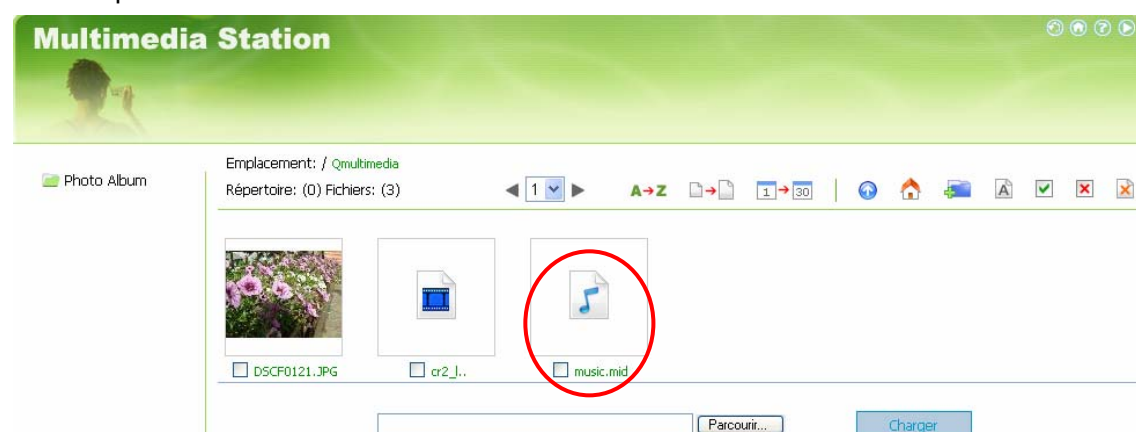 Multimedia Station
Photo Album
Emplacement: / Qmultimedia
Répertoire: (0) Fichiers: (3)
1
A→Z
1→30
A
DSCF0121.JPG
cr2_l..
music.mid
Parcourir...
Charger